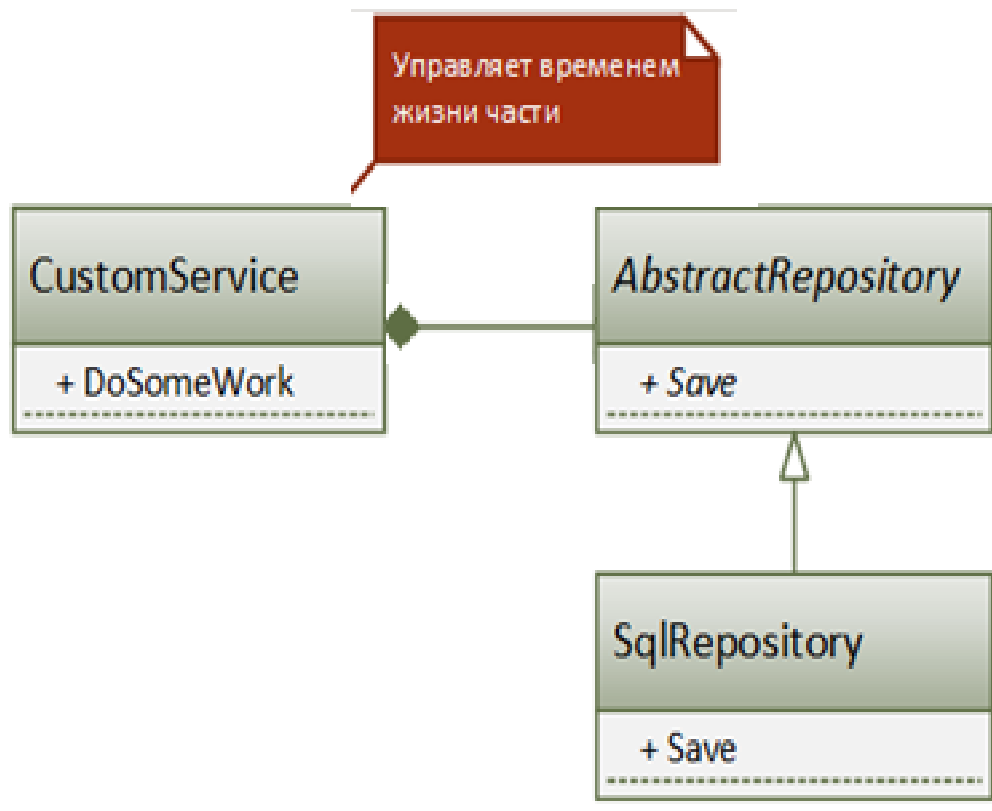 Управляет временем
жизни части
CustomService
AbstractRepository
+ DoSomeWork
+ Save
SqlRepository
+ Save